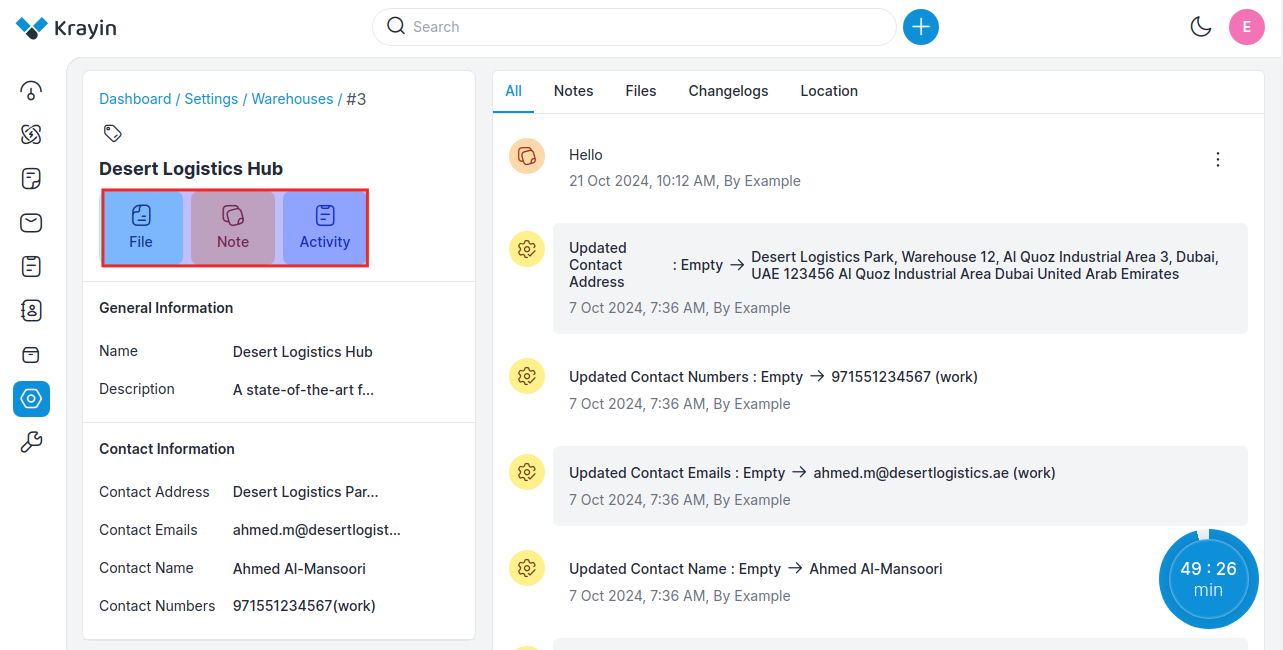 Krayin
Search
E
Dashboard / Settings / Warehouses / #3
Desert Logistics Hub
File
Note
Activity
General Information
Name Desert Logistics Hub
Description A state-of-the-art f...
Contact Information
Contact Address Desert Logistics Par...
Contact Emails ahmed.m@desertlogist...
Contact Name Ahmed Al-Mansoori
Contact Numbers 971551234567(work)
All Notes Files Changelogs Location
Hello
21 Oct 2024, 10:12 AM, By Example
Updated Contact Address : Empty → Desert Logistics Park, Warehouse 12, Al Quoz Industrial Area 3, Dubai,
UAE 123456 Al Quoz Industrial Area Dubai United Arab Emirates
7 Oct 2024, 7:36 AM, By Example
Updated Contact Numbers : Empty → 971551234567 (work)
7 Oct 2024, 7:36 AM, By Example
Updated Contact Emails : Empty → ahmed.m@desertlogistics.ae (work)
7 Oct 2024, 7:36 AM, By Example
Updated Contact Name : Empty → Ahmed Al-Mansoori
7 Oct 2024, 7:36 AM, By Example
49 : 26
min